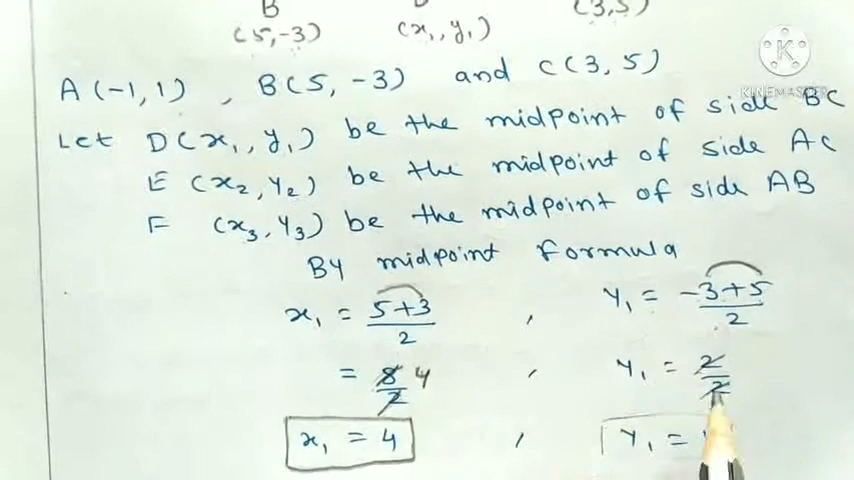 B
(5,-3) (x₁, y₁) (3,5)
K
KINEMASTER
A (-1, 1) , B(5, -3) and C(3, 5)
Let D(x₁, y₁) be the midpoint of side BC
E (x₂, y₂) be the midpoint of side AC
F (x₃, y₃) be the midpoint of side AB
By midpoint Formula
x₁ = 5+3/2 , y₁ = -3+5/2
= 8/2 4 , y₁ = 2/2
x₁ = 4 , y₁ =